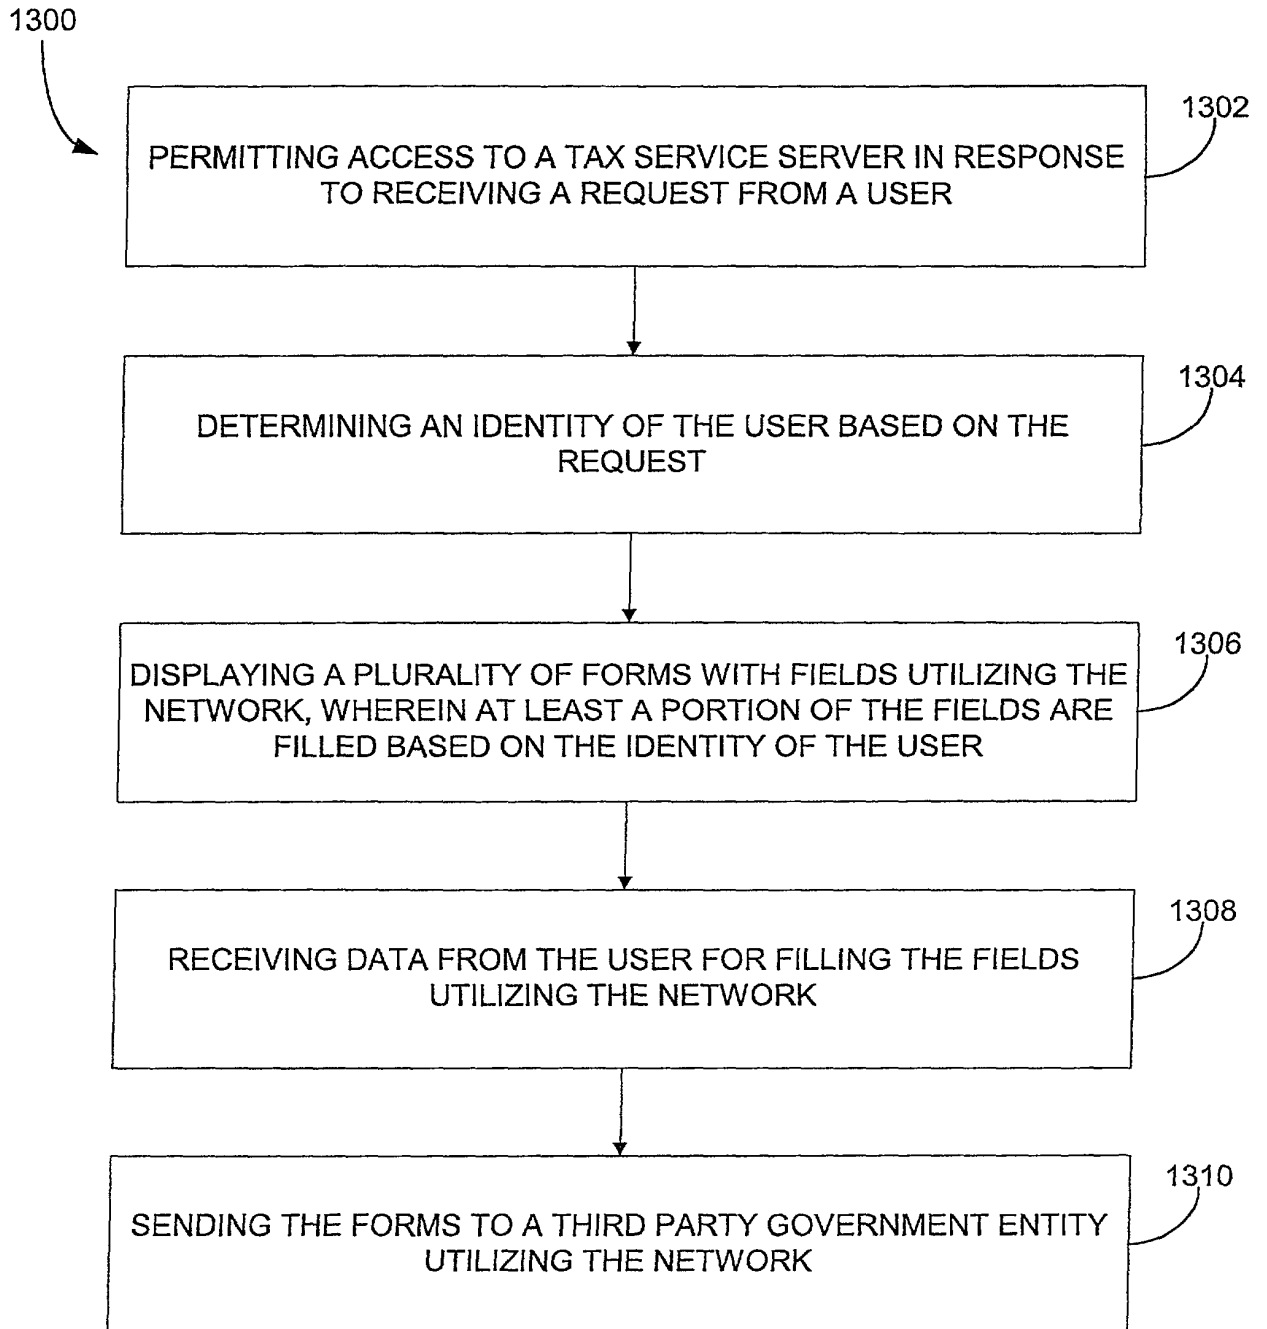 1300
1302
PERMITTING ACCESS TO A TAX SERVICE SERVER IN RESPONSE
TO RECEIVING A REQUEST FROM A USER
1304
DETERMINING AN IDENTITY OF THE USER BASED ON THE
REQUEST
1306
DISPLAYING A PLURALITY OF FORMS WITH FIELDS UTILIZING THE
NETWORK, WHEREIN AT LEAST A PORTION OF THE FIELDS ARE
FILLED BASED ON THE IDENTITY OF THE USER
1308
RECEIVING DATA FROM THE USER FOR FILLING THE FIELDS
UTILIZING THE NETWORK
1310
SENDING THE FORMS TO A THIRD PARTY GOVERNMENT ENTITY
UTILIZING THE NETWORK